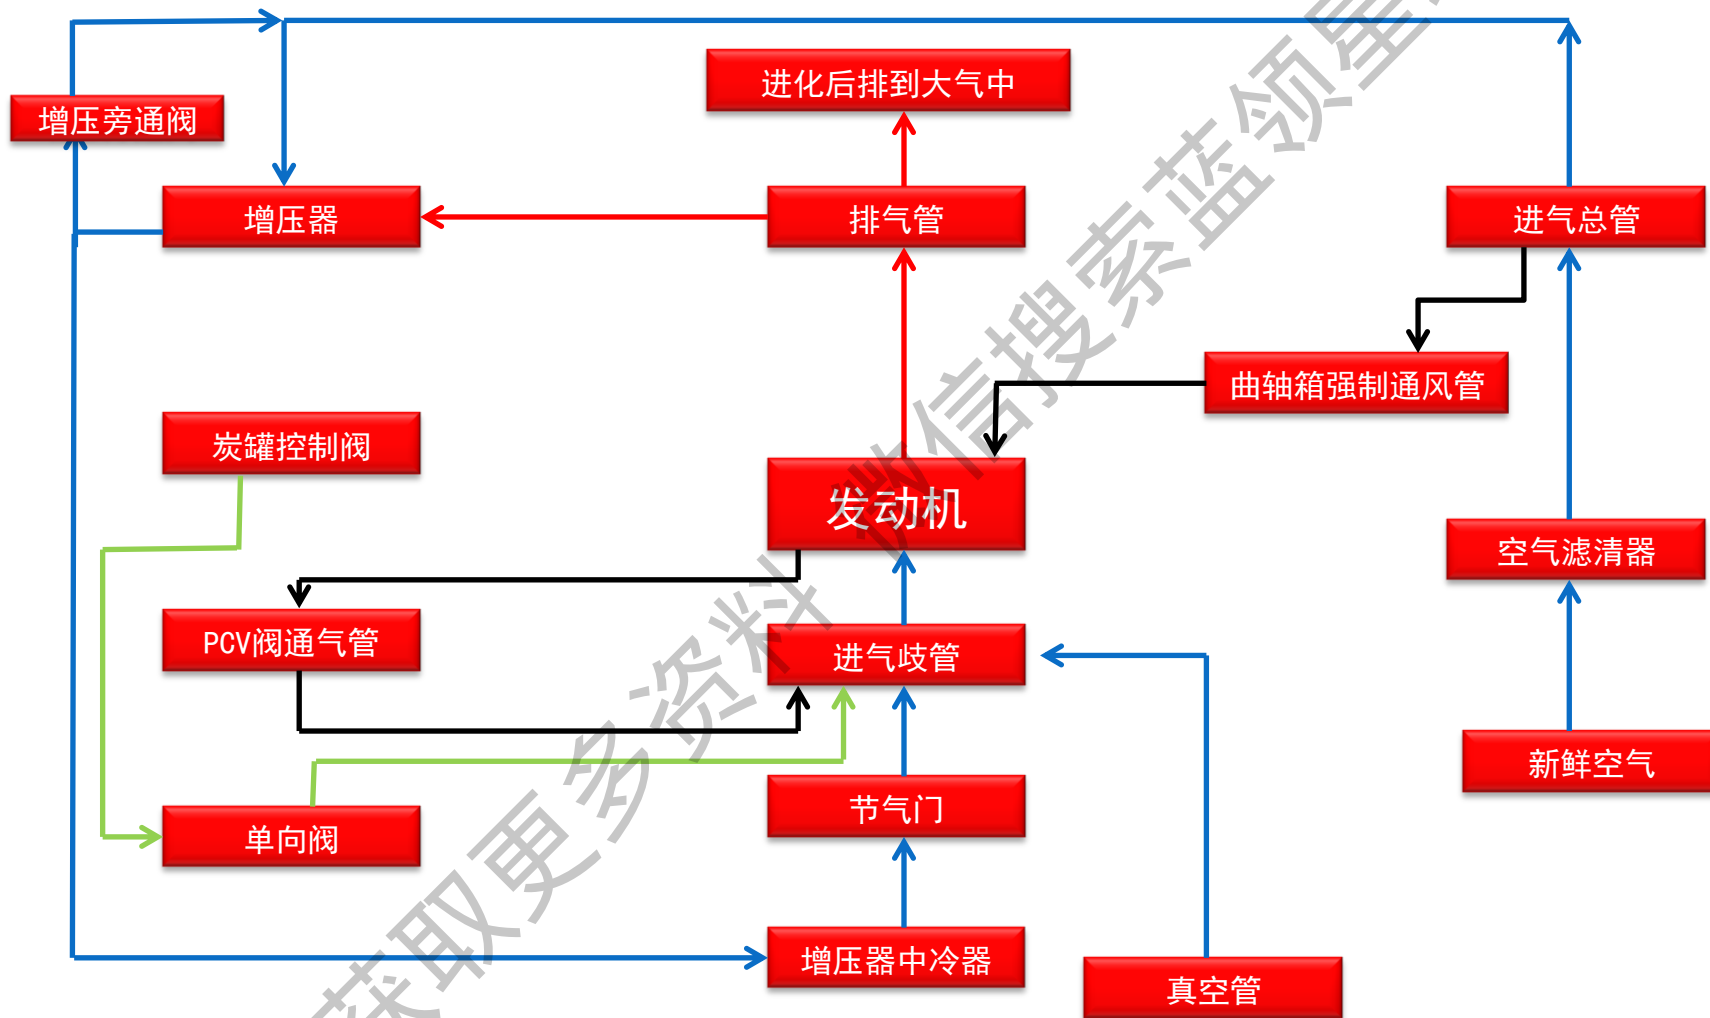 进化后排到大气中
增压旁通阀
增压器
排气管
进气总管
曲轴箱强制通风管
炭罐控制阀
发动机
空气滤清器
PCV阀通气管
进气歧管
新鲜空气
节气门
单向阀
增压器中冷器
真空管
获取更多资料 微信搜索蓝领星